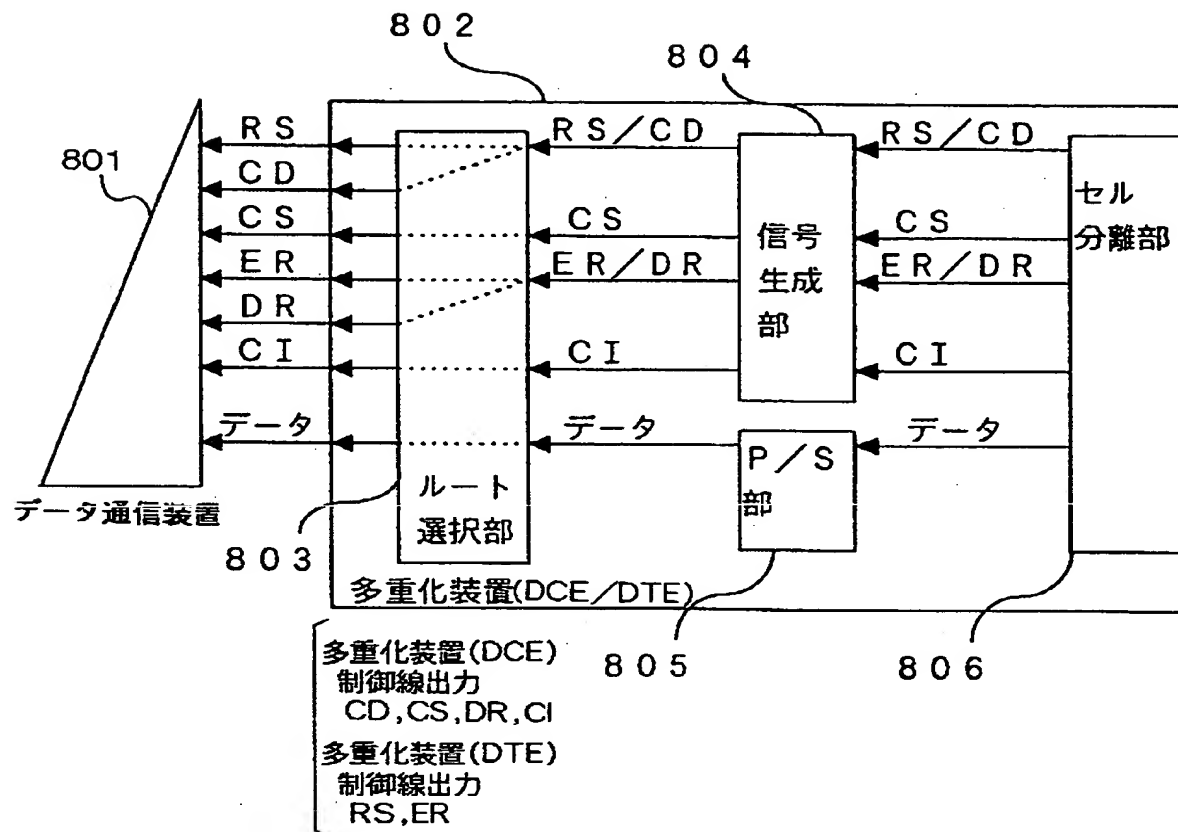 802
804
801
RS
RS/CD
RS/CD
CD
セル
分離部
CS
CS
CS
信号
生成
部
ER
ER/DR
ER/DR
DR
CI
CI
CI
データ
データ
データ
P/S
部
ルート
選択部
データ通信装置
803
多重化装置(DCE/DTE)
805
806
多重化装置(DCE)
制御線出力
CD,CS,DR,CI
多重化装置(DTE)
制御線出力
RS,ER